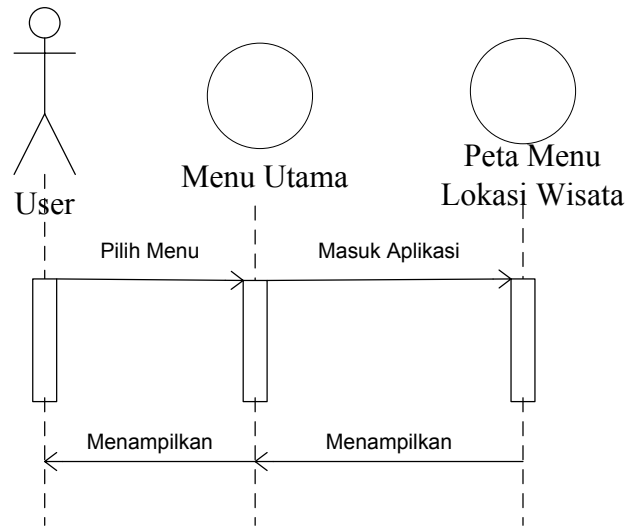 User
Menu Utama
Peta Menu
Lokasi Wisata
Pilih Menu
Masuk Aplikasi
Menampilkan
Menampilkan